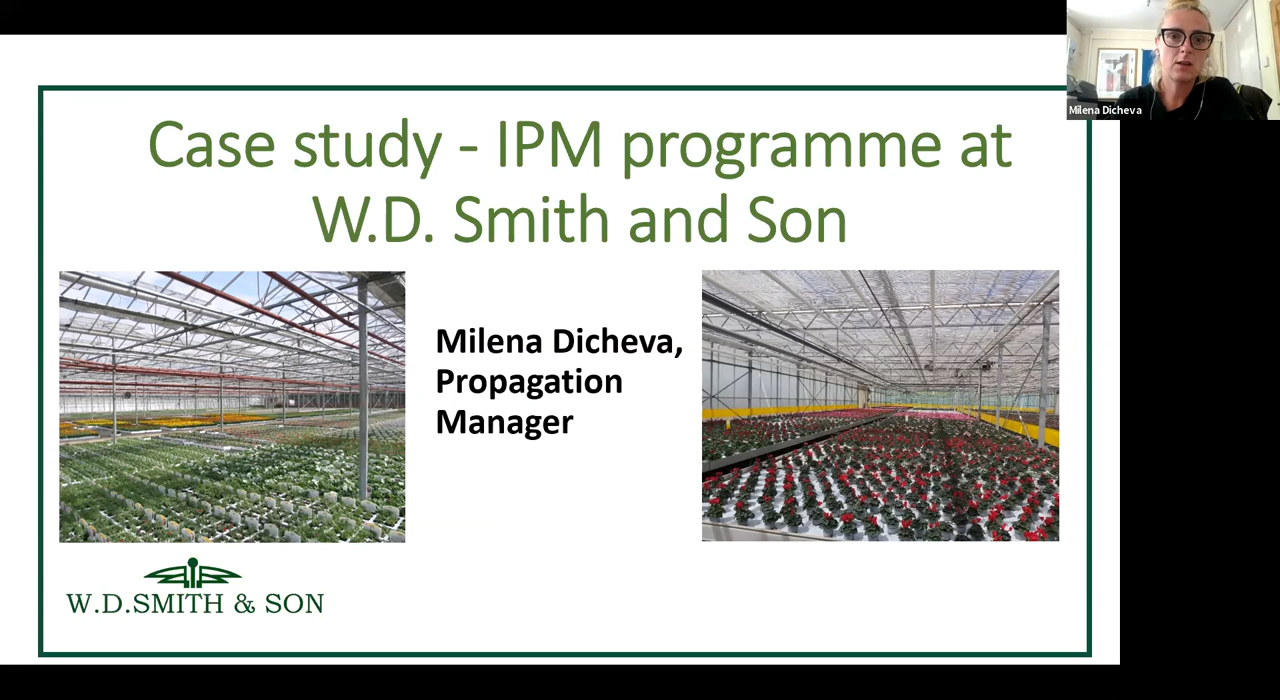 Milena Dicheva
Case study - IPM programme at
W.D. Smith and Son
Milena Dicheva,
Propagation
Manager
W.D.SMITH & SON